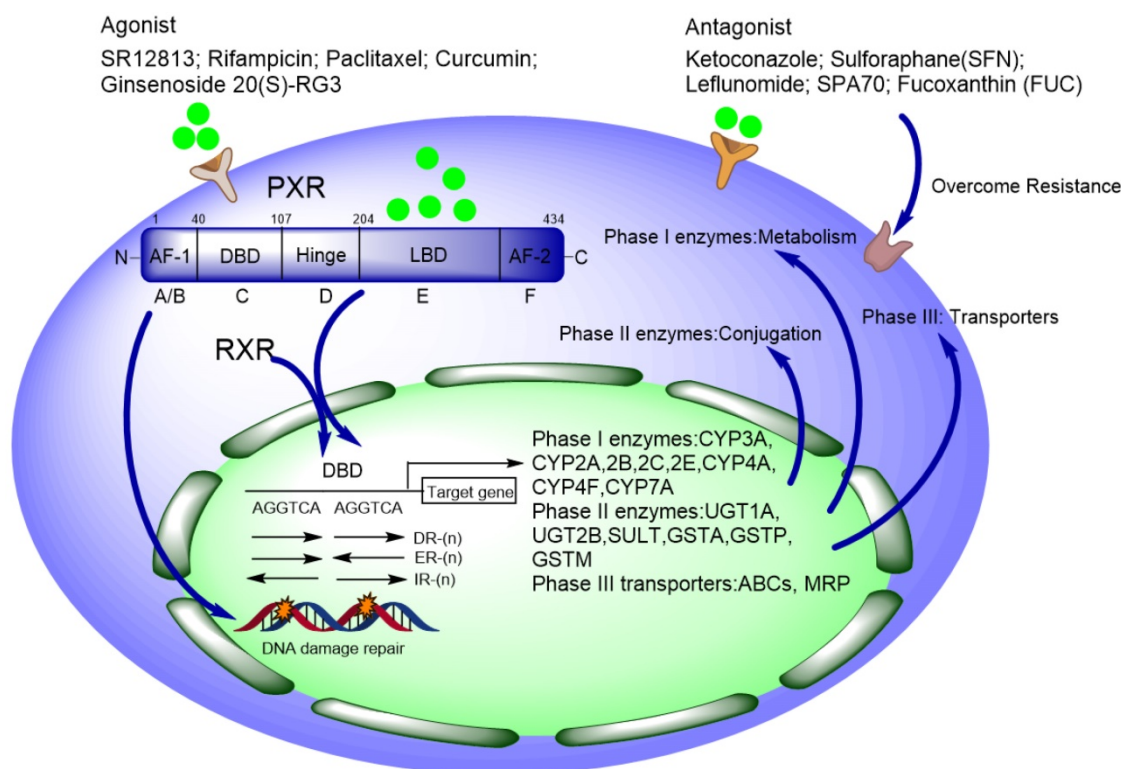 Agonist
SR12813; Rifampicin; Paclitaxel; Curcumin;
Ginsenoside 20(S)-RG3
Antagonist
Ketoconazole; Sulforaphane(SFN);
Leflunomide; SPA70; Fucoxanthin (FUC)
Overcome Resistance
PXR
1 40 107 204 434
N AF-1 DBD Hinge LBD AF-2 C
A/B C D E F
Phase I enzymes:Metabolism
Phase II enzymes:Conjugation
Phase III: Transporters
RXR
DBD
Target gene
AGGTCA AGGTCA
DR-(n)
ER-(n)
IR-(n)
DNA damage repair
Phase I enzymes:CYP3A,
CYP2A,2B,2C,2E,CYP4A,
CYP4F,CYP7A
Phase II enzymes:UGT1A,
UGT2B,SULT,GSTA,GSTP,
GSTM
Phase III transporters:ABCs, MRP